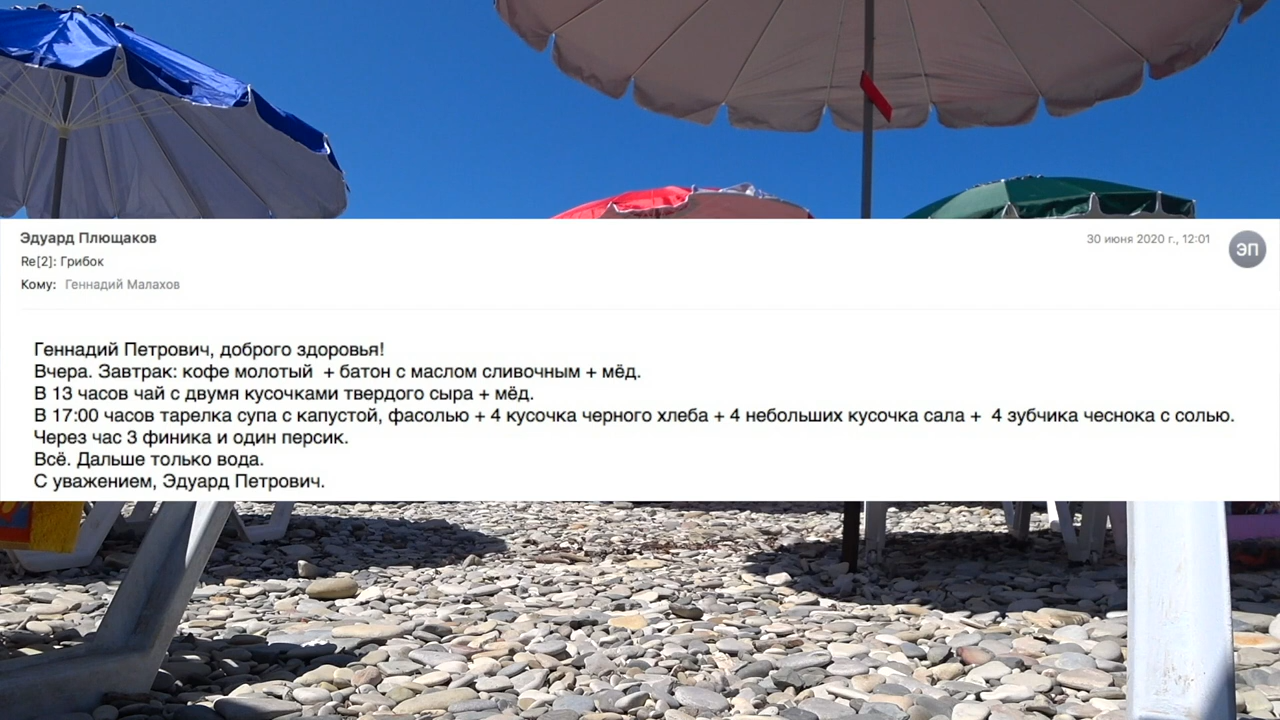 Эдуард Плющаков
30 июня 2020 г., 12:01
ЭП
Re[2]: Грибок
Кому: Геннадий Малахов
Геннадий Петрович, доброго здоровья!
Вчера. Завтрак: кофе молотый + батон с маслом сливочным + мёд.
В 13 часов чай с двумя кусочками твердого сыра + мёд.
В 17:00 часов тарелка супа с капустой, фасолью + 4 кусочка черного хлеба + 4 небольших кусочка сала + 4 зубчика чеснока с солью.
Через час 3 финика и один персик.
Всё. Дальше только вода.
С уважением, Эдуард Петрович.